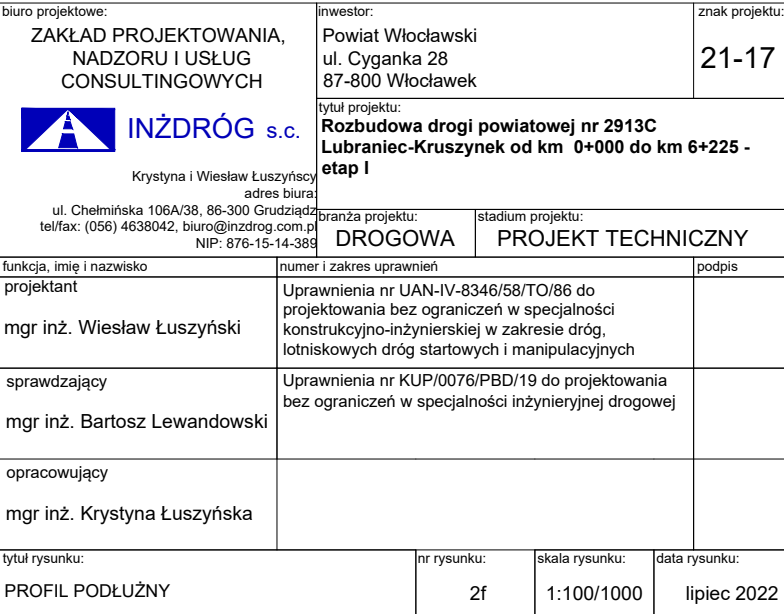 biuro projektowe:
ZAKŁAD PROJEKTOWANIA,
NADZORU I USŁUG
CONSULTINGOWYCH
INŻDRÓG s.c.
Krystyna i Wiesław Łuszyńscy
adres biura:
ul. Chełmińska 106A/38, 86-300 Grudziądz
tel/fax: (056) 4638042, biuro@inzdrog.com.pl
NIP: 876-15-14-389
inwestor:
Powiat Włocławski
ul. Cyganka 28
87-800 Włocławek
znak projektu:
21-17
tytuł projektu:
Rozbudowa drogi powiatowej nr 2913C
Lubraniec-Kruszynek od km 0+000 do km 6+225 -
etap I
branża projektu:
DROGOWA
stadium projektu:
PROJEKT TECHNICZNY
funkcja, imię i nazwisko
numer i zakres uprawnień
podpis
projektant
mgr inż. Wiesław Łuszyński
Uprawnienia nr UAN-IV-8346/58/TO/86 do
projektowania bez ograniczeń w specjalności
konstrukcyjno-inżynierskiej w zakresie dróg,
lotniskowych dróg startowych i manipulacyjnych
sprawdzający
mgr inż. Bartosz Lewandowski
Uprawnienia nr KUP/0076/PBD/19 do projektowania
bez ograniczeń w specjalności inżynieryjnej drogowej
opracowujący
mgr inż. Krystyna Łuszyńska
tytuł rysunku:
PROFIL PODŁUŻNY
nr rysunku:
2f
skala rysunku:
1:100/1000
data rysunku:
lipiec 2022